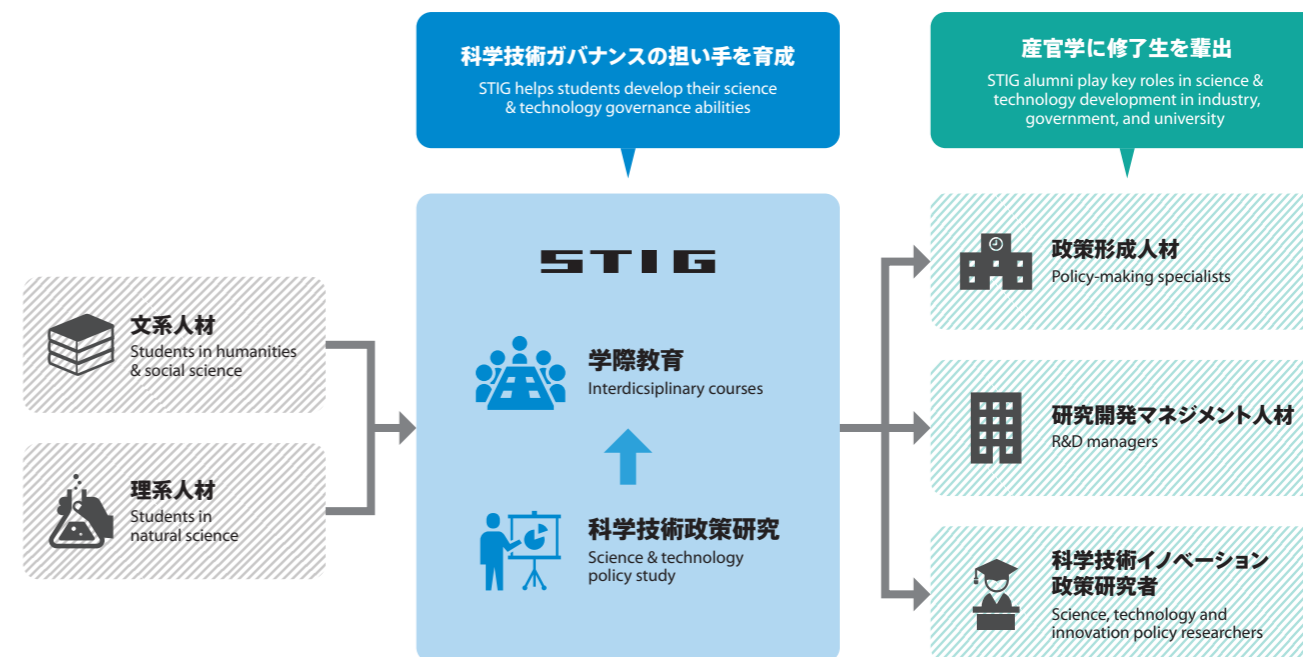 科学技術ガバナンスの担い手を育成
STIG helps students develop their science
& technology governance abilities
産官学に修了生を輩出
STIG alumni play key roles in science &
technology development in industry,
government, and university
文系人材
Students in humanities
& social science
理系人材
Students in
natural science
STIG
学際教育
Interdicsiplinary courses
科学技術政策研究
Science & technology
policy study
政策形成人材
Policy-making specialists
研究開発マネジメント人材
R&D managers
科学技術イノベーション
政策研究者
Science, technology and
innovation policy researchers